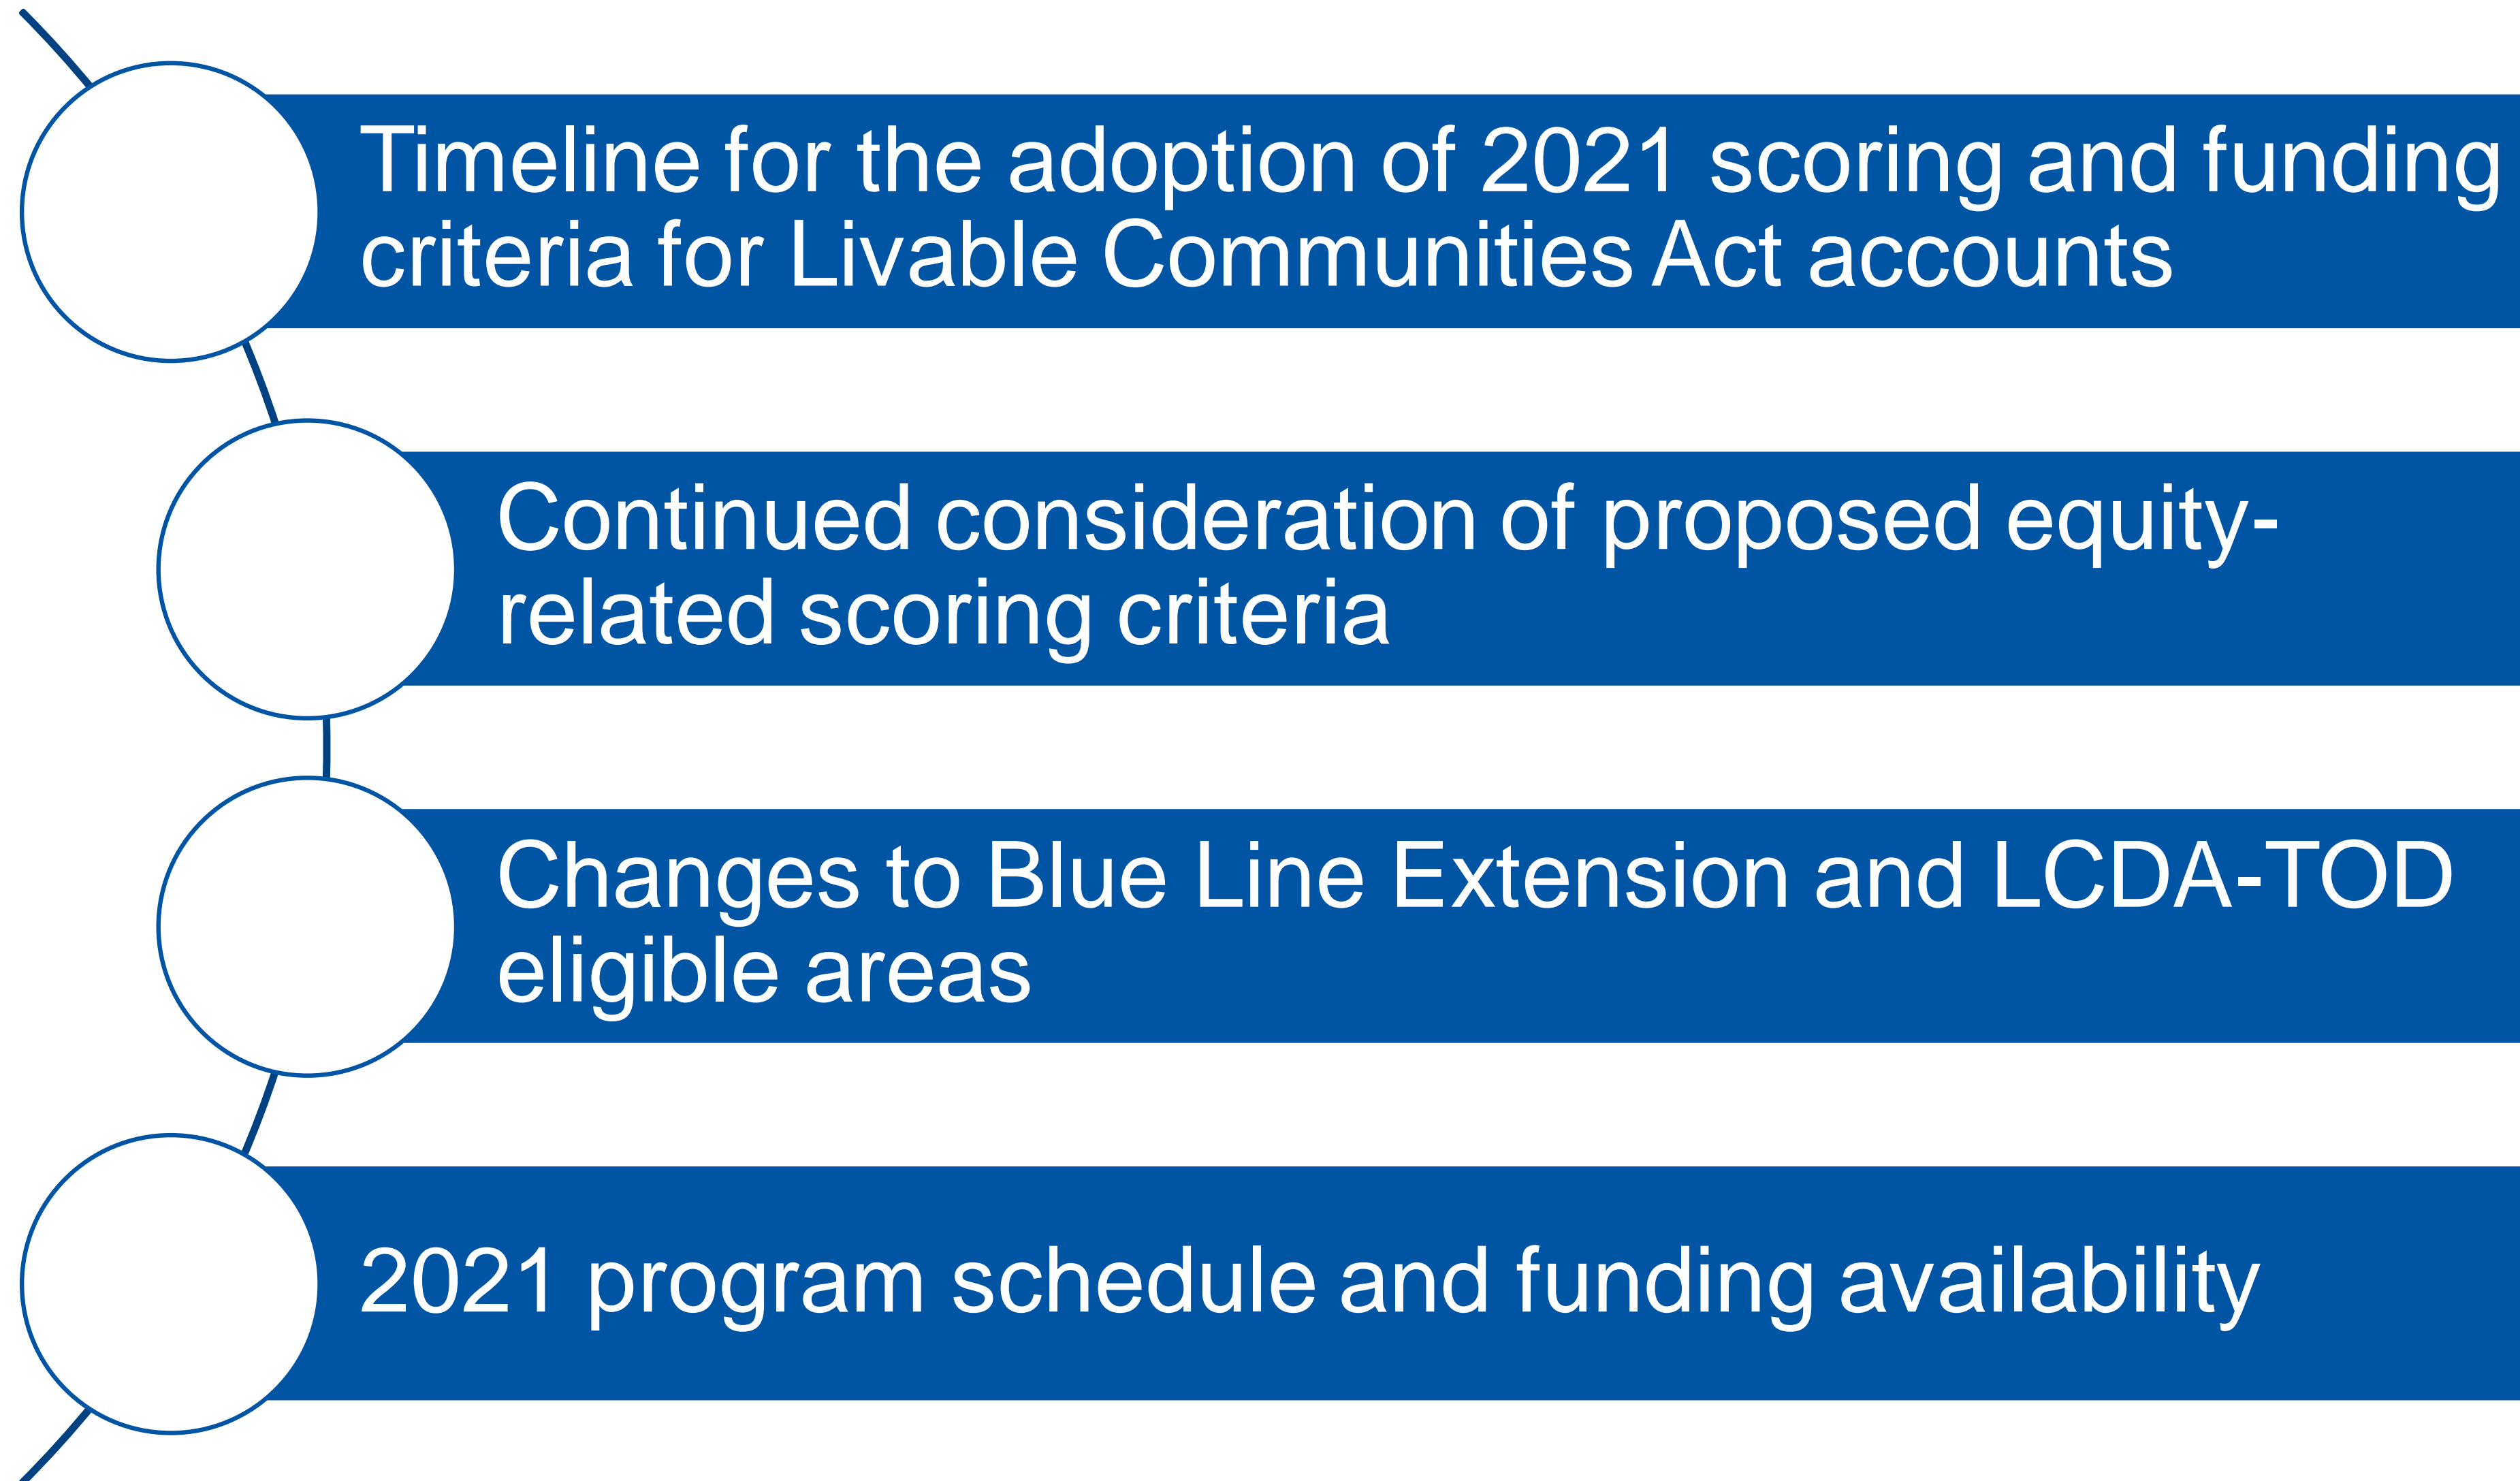 Timeline for the adoption of 2021 scoring and funding
criteria for Livable Communities Act accounts
Continued consideration of proposed equity-
related scoring criteria
Changes to Blue Line Extension and LCDA-TOD
eligible areas
2021 program schedule and funding availability